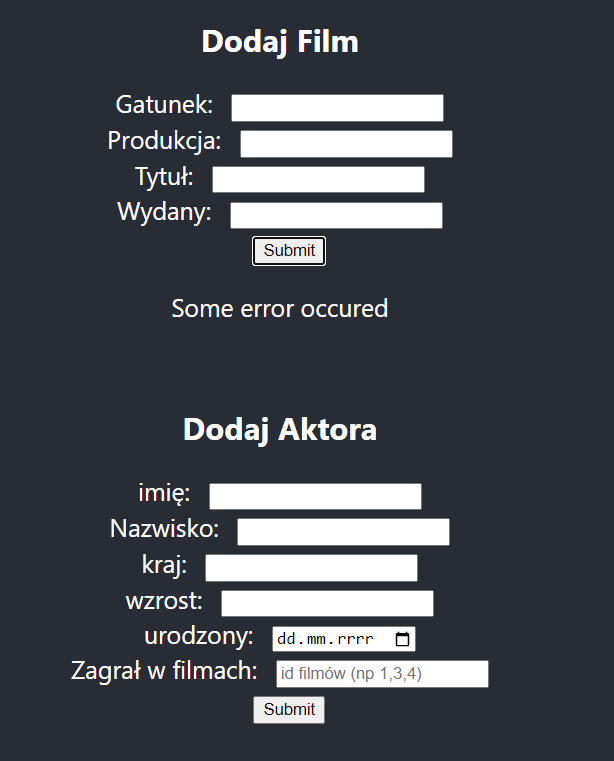 Dodaj Film
Gatunek:
Produkcja:
Tytuł:
Wydany:
Submit
Some error occured
Dodaj Aktora
imię:
Nazwisko:
kraj:
wzrost:
urodzony: dd.mm.rrrr
Zagrał w filmach: id filmów (np 1,3,4)
Submit